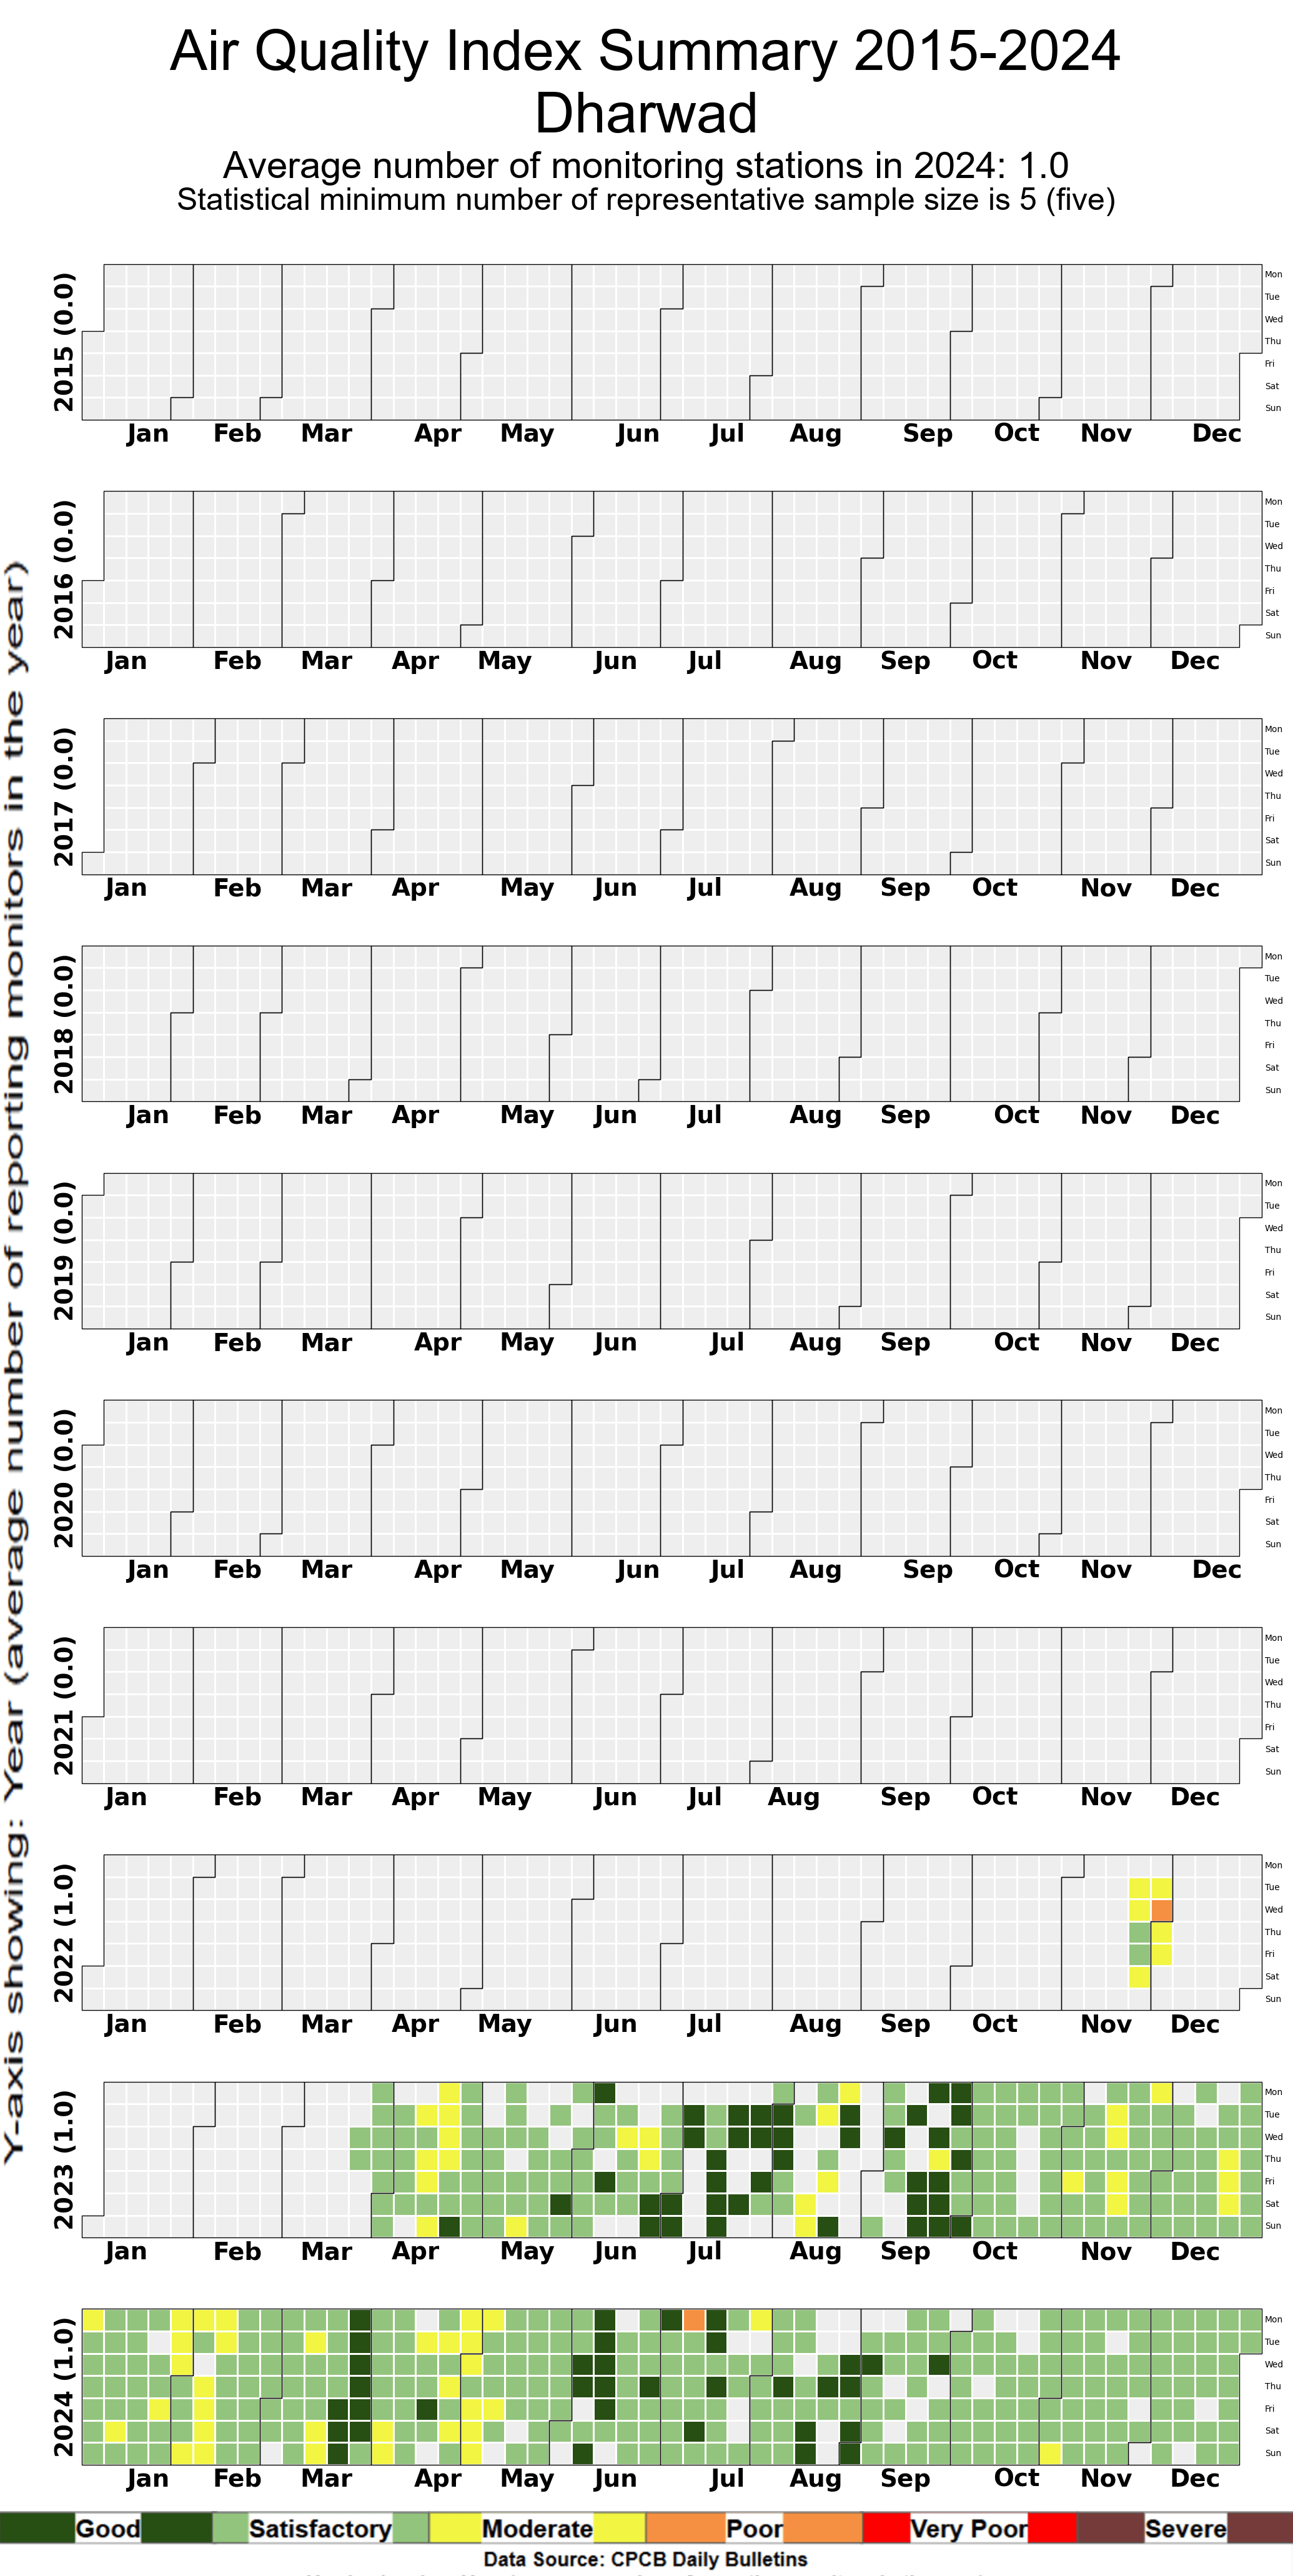 Air Quality Index Summary 2015-2024
Dharwad
Average number of monitoring stations in 2024: 1.0
Statistical minimum number of representative sample size is 5 (five)
Y-axis showing: Year (average number of reporting monitors in the year)
2015 (0.0)
Mon
Tue
Wed
Thu
Fri
Sat
Sun
Jan Feb Mar Apr May Jun Jul Aug Sep Oct Nov Dec
2016 (0.0)
Mon
Tue
Wed
Thu
Fri
Sat
Sun
Jan Feb Mar Apr May Jun Jul Aug Sep Oct Nov Dec
2017 (0.0)
Mon
Tue
Wed
Thu
Fri
Sat
Sun
Jan Feb Mar Apr May Jun Jul Aug Sep Oct Nov Dec
2018 (0.0)
Mon
Tue
Wed
Thu
Fri
Sat
Sun
Jan Feb Mar Apr May Jun Jul Aug Sep Oct Nov Dec
2019 (0.0)
Mon
Tue
Wed
Thu
Fri
Sat
Sun
Jan Feb Mar Apr May Jun Jul Aug Sep Oct Nov Dec
2020 (0.0)
Mon
Tue
Wed
Thu
Fri
Sat
Sun
Jan Feb Mar Apr May Jun Jul Aug Sep Oct Nov Dec
2021 (0.0)
Mon
Tue
Wed
Thu
Fri
Sat
Sun
Jan Feb Mar Apr May Jun Jul Aug Sep Oct Nov Dec
2022 (1.0)
Mon
Tue
Wed
Thu
Fri
Sat
Sun
Jan Feb Mar Apr May Jun Jul Aug Sep Oct Nov Dec
2023 (1.0)
Mon
Tue
Wed
Thu
Fri
Sat
Sun
Jan Feb Mar Apr May Jun Jul Aug Sep Oct Nov Dec
2024 (1.0)
Mon
Tue
Wed
Thu
Fri
Sat
Sun
Jan Feb Mar Apr May Jun Jul Aug Sep Oct Nov Dec
Good Satisfactory Moderate Poor Very Poor Severe
Data Source: CPCB Daily Bulletins